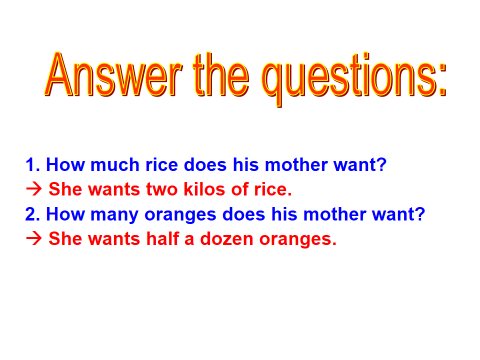 Answer the questions:
1. How much rice does his mother want?
→ She wants two kilos of rice.
2. How many oranges does his mother want?
→ She wants half a dozen oranges.